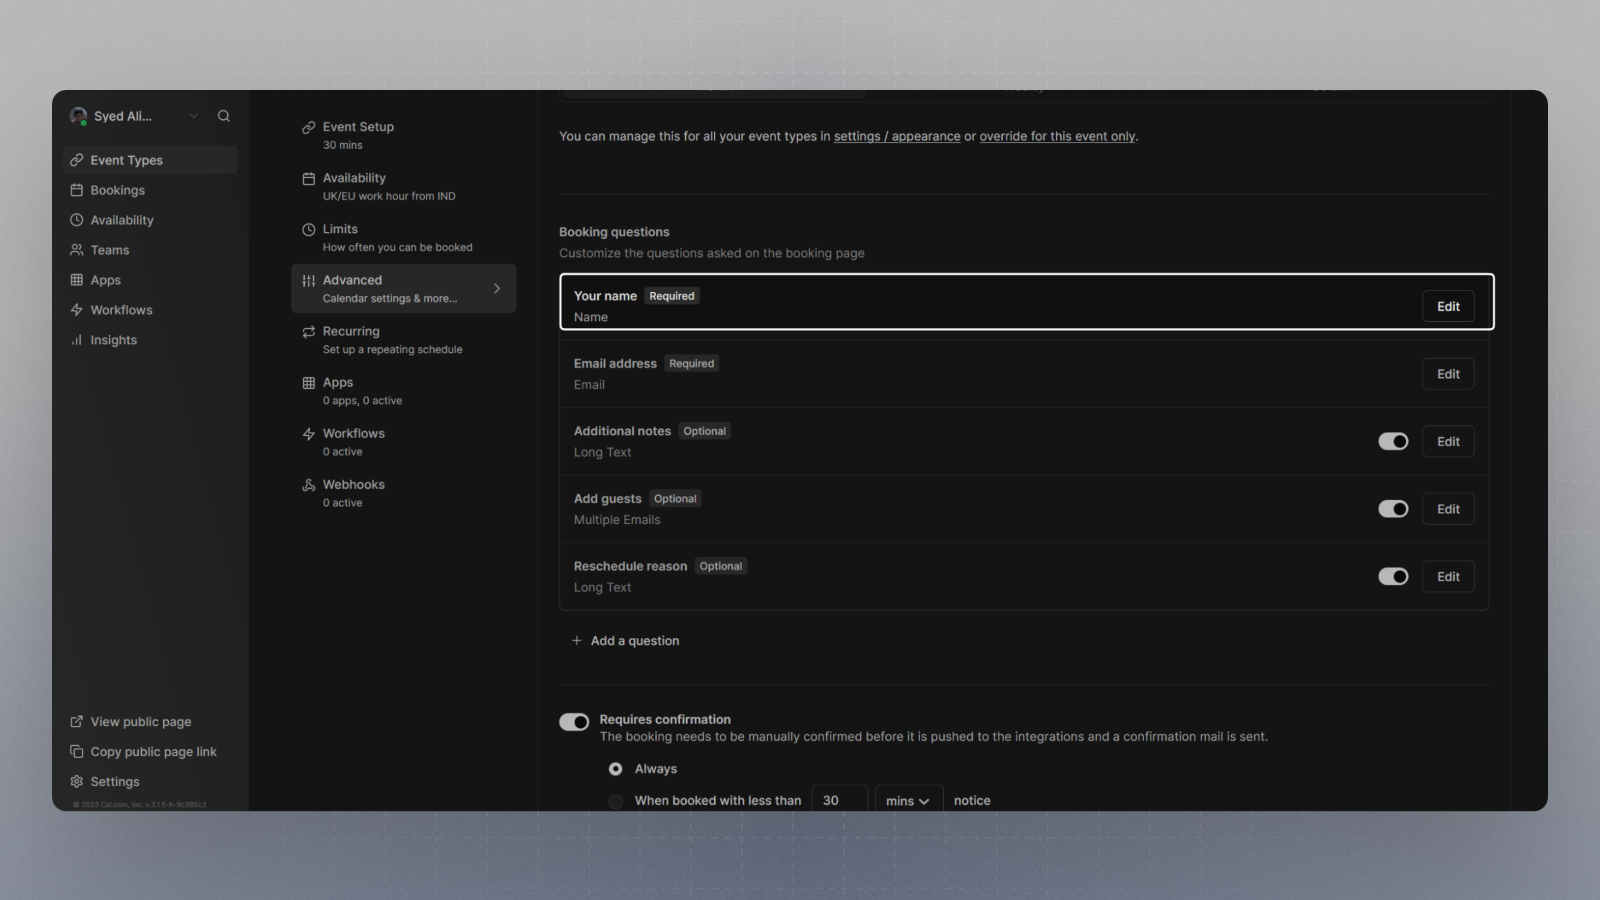 Syed Ali...
Event Types
Bookings
Availability
Teams
Apps
Workflows
Insights
View public page
Copy public page link
Settings
© 2023 Cal.com, Inc. v.3.1.5-h-9c380c3
Event Setup
30 mins
Availability
UK/EU work hour from IND
Limits
How often you can be booked
Advanced
Calendar settings & more...
Recurring
Set up a repeating schedule
Apps
0 apps, 0 active
Workflows
0 active
Webhooks
0 active
You can manage this for all your event types in settings / appearance or override for this event only.
Booking questions
Customize the questions asked on the booking page
Your name Required
Name
Edit
Email address Required
Email
Edit
Additional notes Optional
Long Text
Edit
Add guests Optional
Multiple Emails
Edit
Reschedule reason Optional
Long Text
Edit
+ Add a question
Requires confirmation
The booking needs to be manually confirmed before it is pushed to the integrations and a confirmation mail is sent.
Always
When booked with less than 30 mins notice